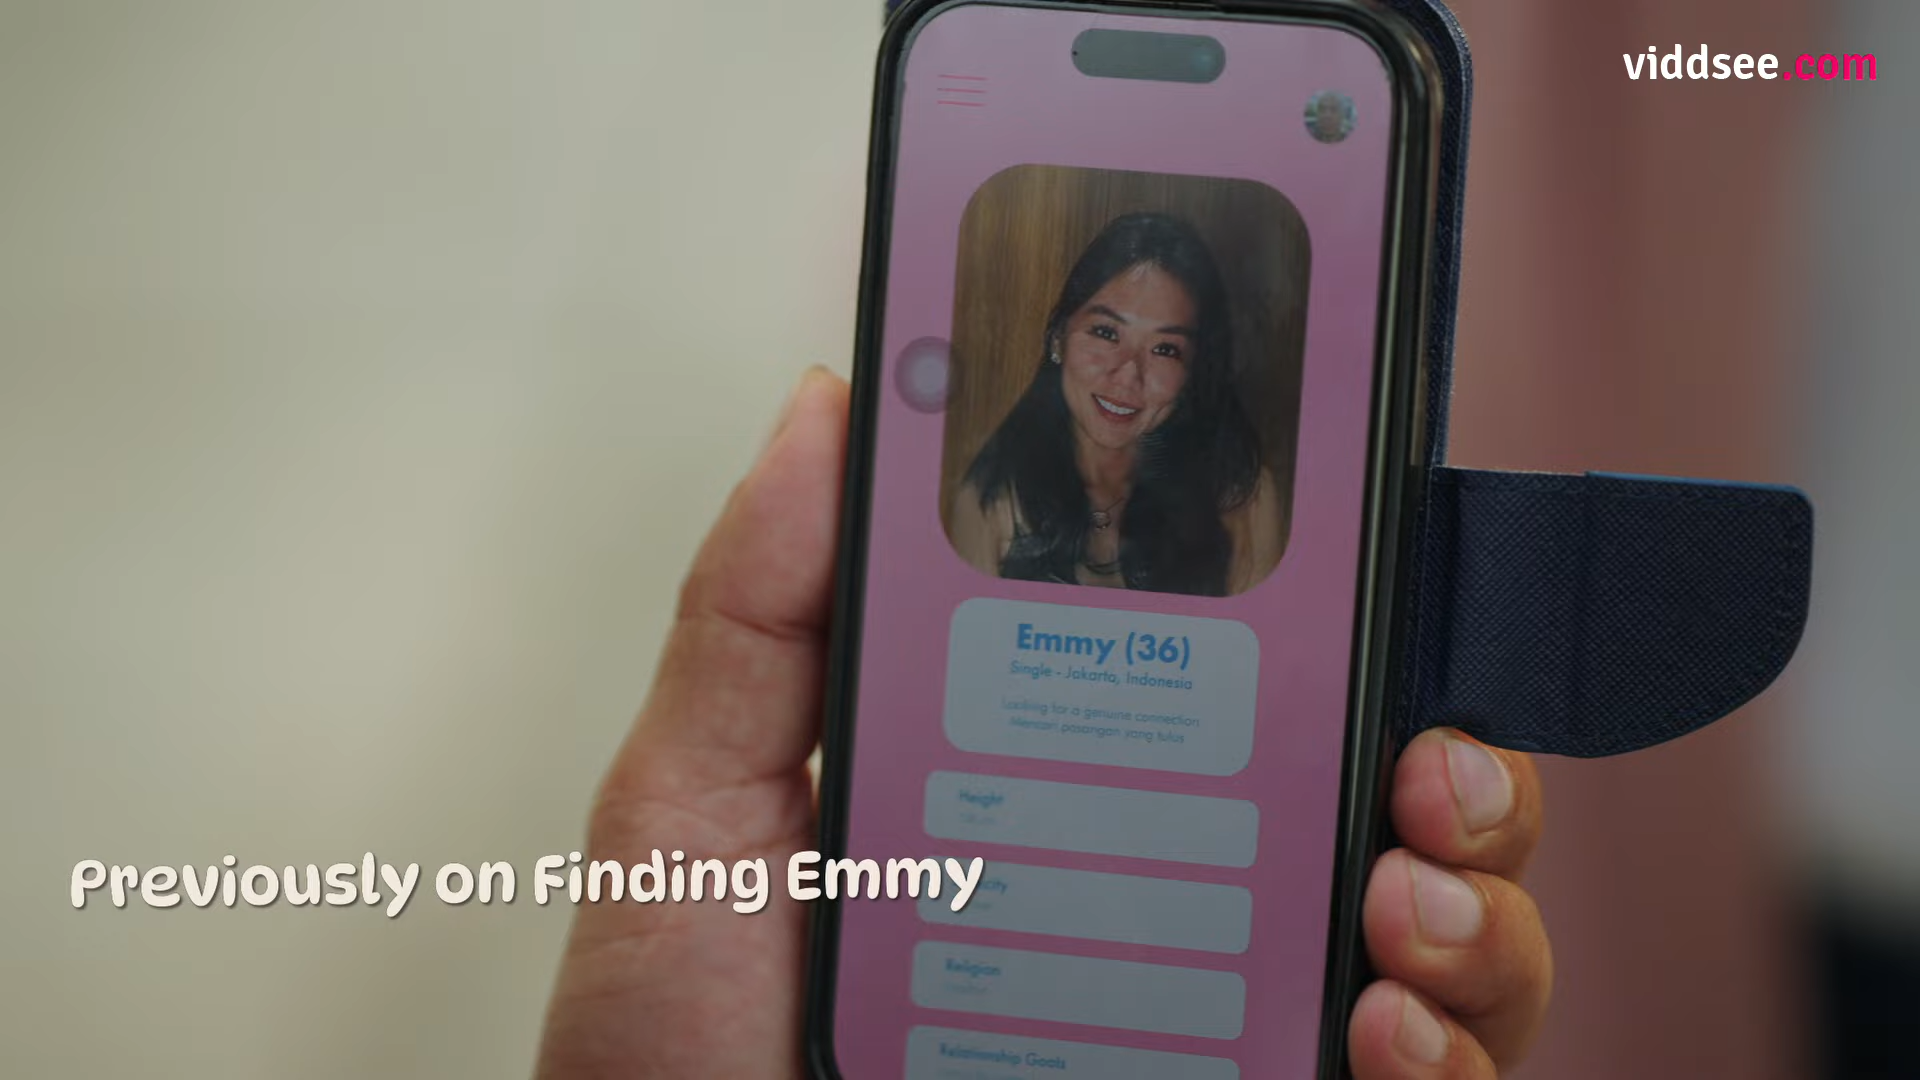 viddsee.com
Emmy (36)
Single - Jakarta, Indonesia
Looking for a genuine connection
Mencari pasangan yang tulus
Height
Previously on Finding Emmy
Religion
Relationship Goals